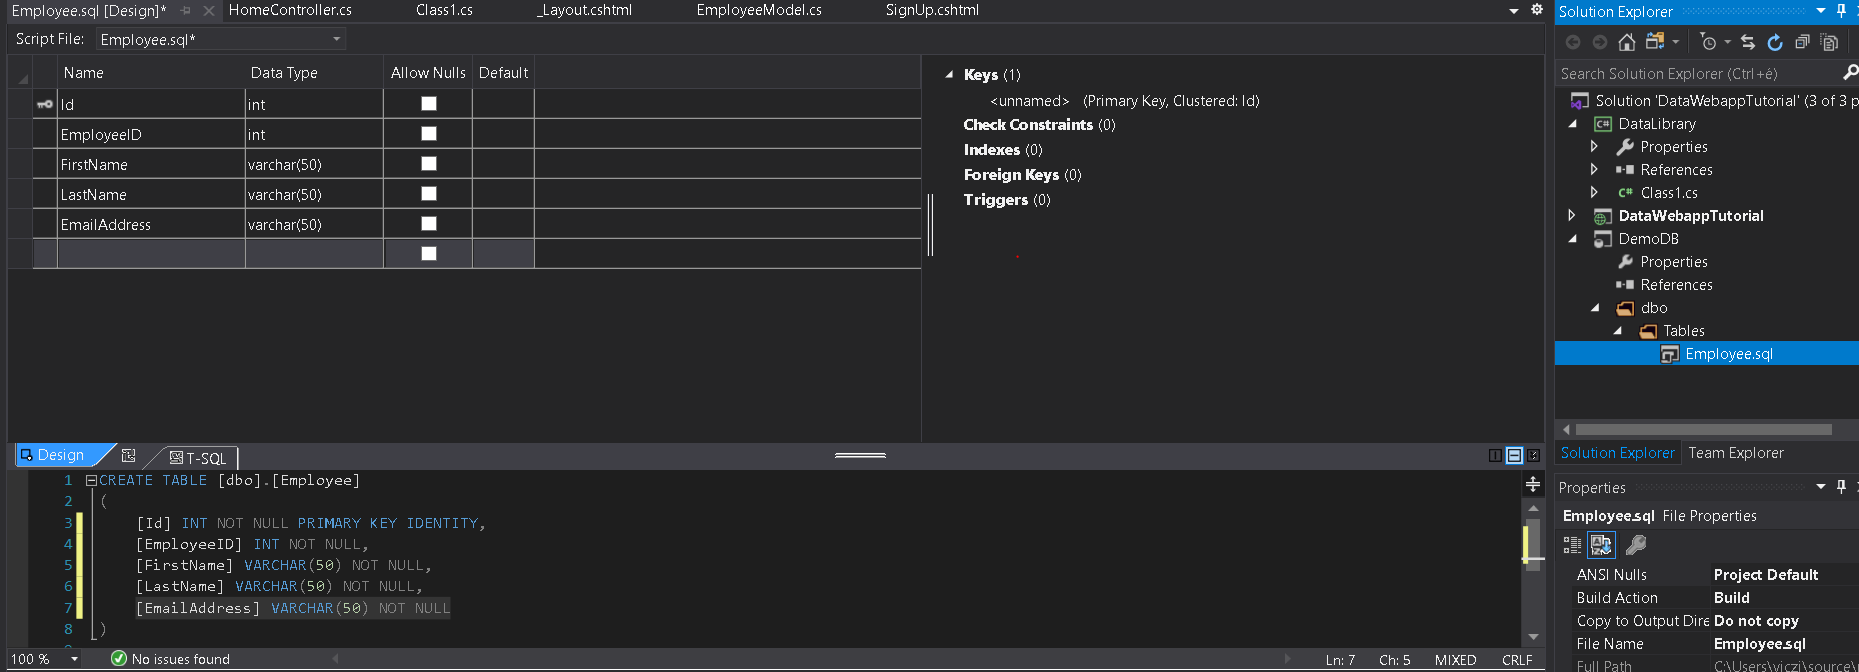 Employee.sql [Design]* HomeController.cs Class1.cs _Layout.cshtml EmployeeModel.cs SignUp.cshtml
Script File: Employee.sql*
Name Data Type Allow Nulls Default
Id int
EmployeeID int
FirstName varchar(50)
LastName varchar(50)
EmailAddress varchar(50)
Keys (1)
<unnamed> (Primary Key, Clustered: Id)
Check Constraints (0)
Indexes (0)
Foreign Keys (0)
Triggers (0)
Design T-SQL
1 CREATE TABLE [dbo].[Employee]
2 (
3 [Id] INT NOT NULL PRIMARY KEY IDENTITY,
4 [EmployeeID] INT NOT NULL,
5 [FirstName] VARCHAR(50) NOT NULL,
6 [LastName] VARCHAR(50) NOT NULL,
7 [EmailAddress] VARCHAR(50) NOT NULL
8 )
100 % No issues found Ln: 7 Ch: 5 MIXED CRLF
Solution Explorer
Search Solution Explorer (Ctrl+é)
Solution 'DataWebappTutorial' (3 of 3 p
C# DataLibrary
Properties
References
C# Class1.cs
DataWebappTutorial
DemoDB
Properties
References
dbo
Tables
Employee.sql
Solution Explorer Team Explorer
Properties
Employee.sql File Properties
ANSI Nulls Project Default
Build Action Build
Copy to Output Dire Do not copy
File Name Employee.sql
Full Path C:\Users\viczi\source\